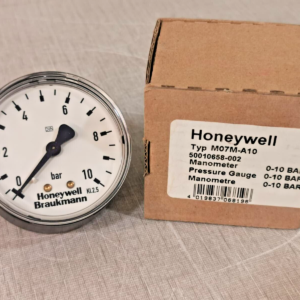 0
2
4
6
8
10
bar
Kl.2,5
Honeywell
Braukmann
Honeywell
Typ M07M-A10
50010658-002
Manometer 0-10 BAR
Pressure Gauge 0-10 BAR
Manometre 0-10 BAR